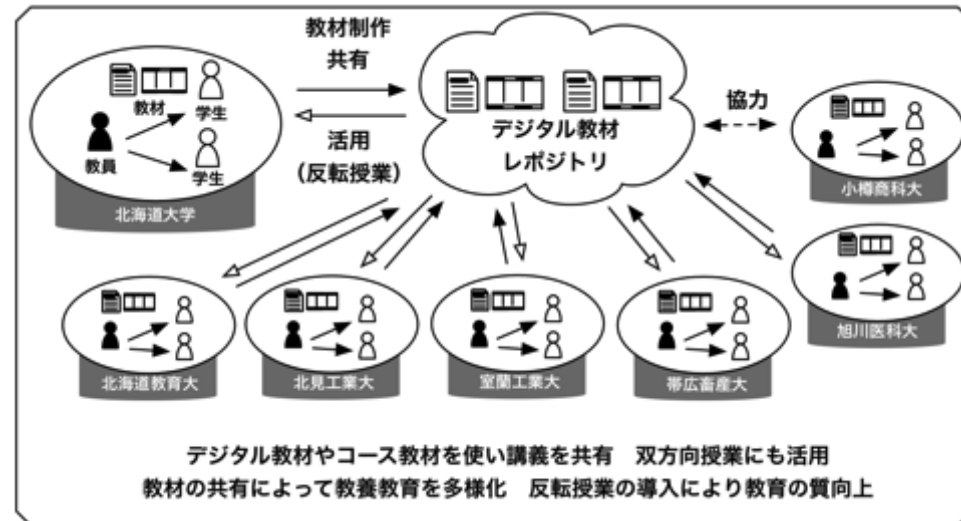 教材制作
共有
教材
学生
教員
学生
北海道大学
活用
（反転授業）
デジタル教材
レポジトリ
協力
小樽商科大
旭川医科大
北海道教育大
北見工業大
室蘭工業大
帯広畜産大
デジタル教材やコース教材を使い講義を共有　双方向授業にも活用
教材の共有によって教養教育を多様化　反転授業の導入により教育の質向上